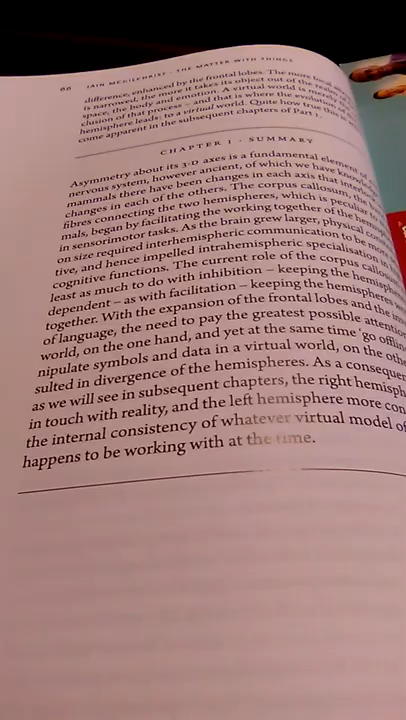 66 IAIN MCGILCHRIST · THE MATTER WITH THINGS
difference, enhanced by the frontal lobes. The more
is narrowed, the more it takes its object out of the
space, the body and emotion. A virtual world is
clusion of that process – and that is where the evolution of
hemisphere leads: to a virtual world. Quite how true this is
come apparent in the subsequent chapters of Part 1.
CHAPTER 1 · SUMMARY
Asymmetry about its 3-D axes is a fundamental element of
nervous system, however ancient, of which we have
mammals there have been changes in each axis that
changes in each of the others. The corpus callosum, the
fibres connecting the two hemispheres, which is peculiar to
mals, began by facilitating the working together of the
in sensorimotor tasks. As the brain grew larger, physical
on size required interhemispheric communication to be
tive, and hence impelled intrahemispheric specialisation
cognitive functions. The current role of the corpus
least as much to do with inhibition – keeping the
dependent – as with facilitation – keeping the hemispheres
together. With the expansion of the frontal lobes and the
of language, the need to pay the greatest possible
world, on the one hand, and yet at the same time 'go
nipulate symbols and data in a virtual world, on the
sulted in divergence of the hemispheres. As a
as we will see in subsequent chapters, the right
in touch with reality, and the left hemisphere more
the internal consistency of whatever virtual model of
happens to be working with at the time.